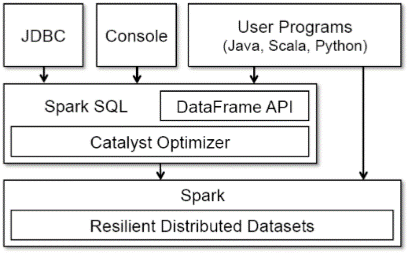 JDBC
Console
User Programs
(Java, Scala, Python)
Spark SQL
DataFrame API
Catalyst Optimizer
Spark
Resilient Distributed Datasets